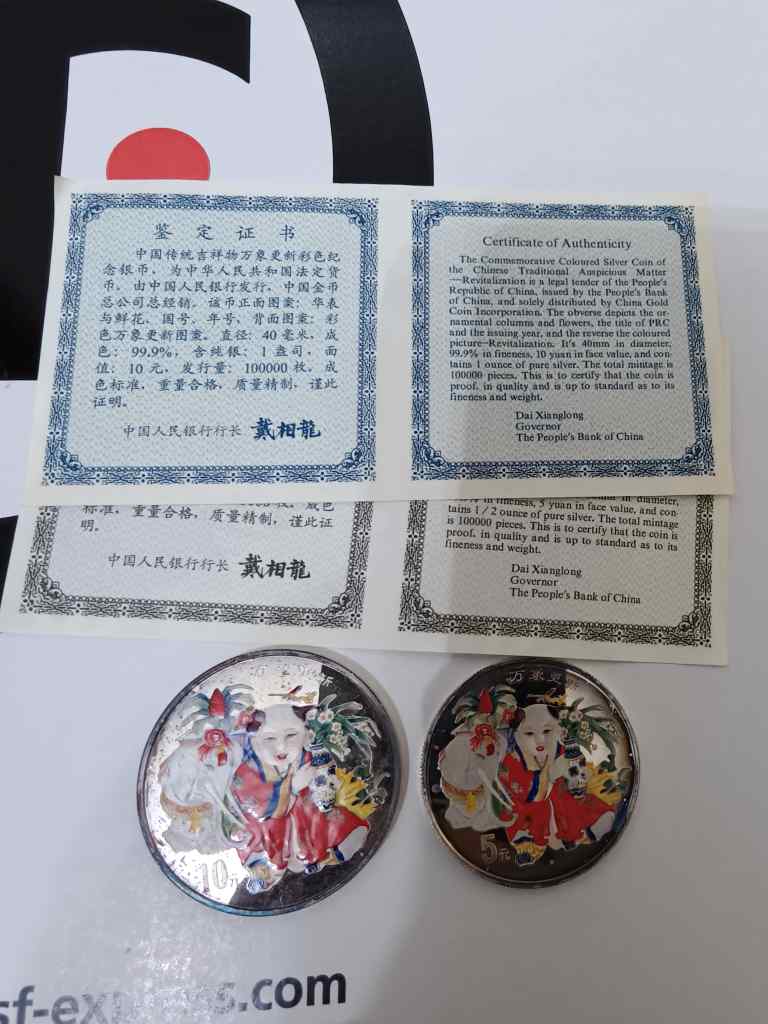 鉴定证书
中国传统吉祥物万象更新彩色纪
念银币，为中华人民共和国法定货
币，由中国人民银行发行，中国金币
总公司总经销，该币正面图案：华表
与鲜花、国号、年号，背面图案：彩
色万象更新图案。直径：40毫米，成
色：99.9%，含纯银：1盎司，面
值：10元，发行量：100000枚。成
色标准，重量合格，质量精制，谨此
证明。
中国人民银行行长 戴相龍
Certificate of Authenticity
The Commemorative Coloured Silver Coin of
the Chinese Traditional Auspicious Matter
—Revitalization is a legal tender of the People's
Republic of China, issued by the People's Bank
of China, and solely distributed by China Gold
Coin Incorporation. The obverse depicts the or-
namental columns and flowers, the title of PRC
and the issuing year, and the reverse the coloured
picture—Revitalization. It's 40mm in diameter,
99.9% in fineness, 10 yuan in face value, and con-
tains 1 ounce of pure silver. The total mintage is
100000 pieces. This is to certify that the coin is
proof, in quality and is up to standard as to its
fineness and weight.
Dai Xianglong
Governor
The People's Bank of China
标准，重量合格，质量精制，谨此证
明。
中国人民银行行长 戴相龍
in fineness, 5 yuan in face value, and con-
tains 1/2 ounce of pure silver. The total mintage
is 100000 pieces. This is to certify that the coin is
proof, in quality and is up to standard as to its
fineness and weight.
Dai Xianglong
Governor
The People's Bank of China
万象更新
10元
万象更新
5元
sf-express.com